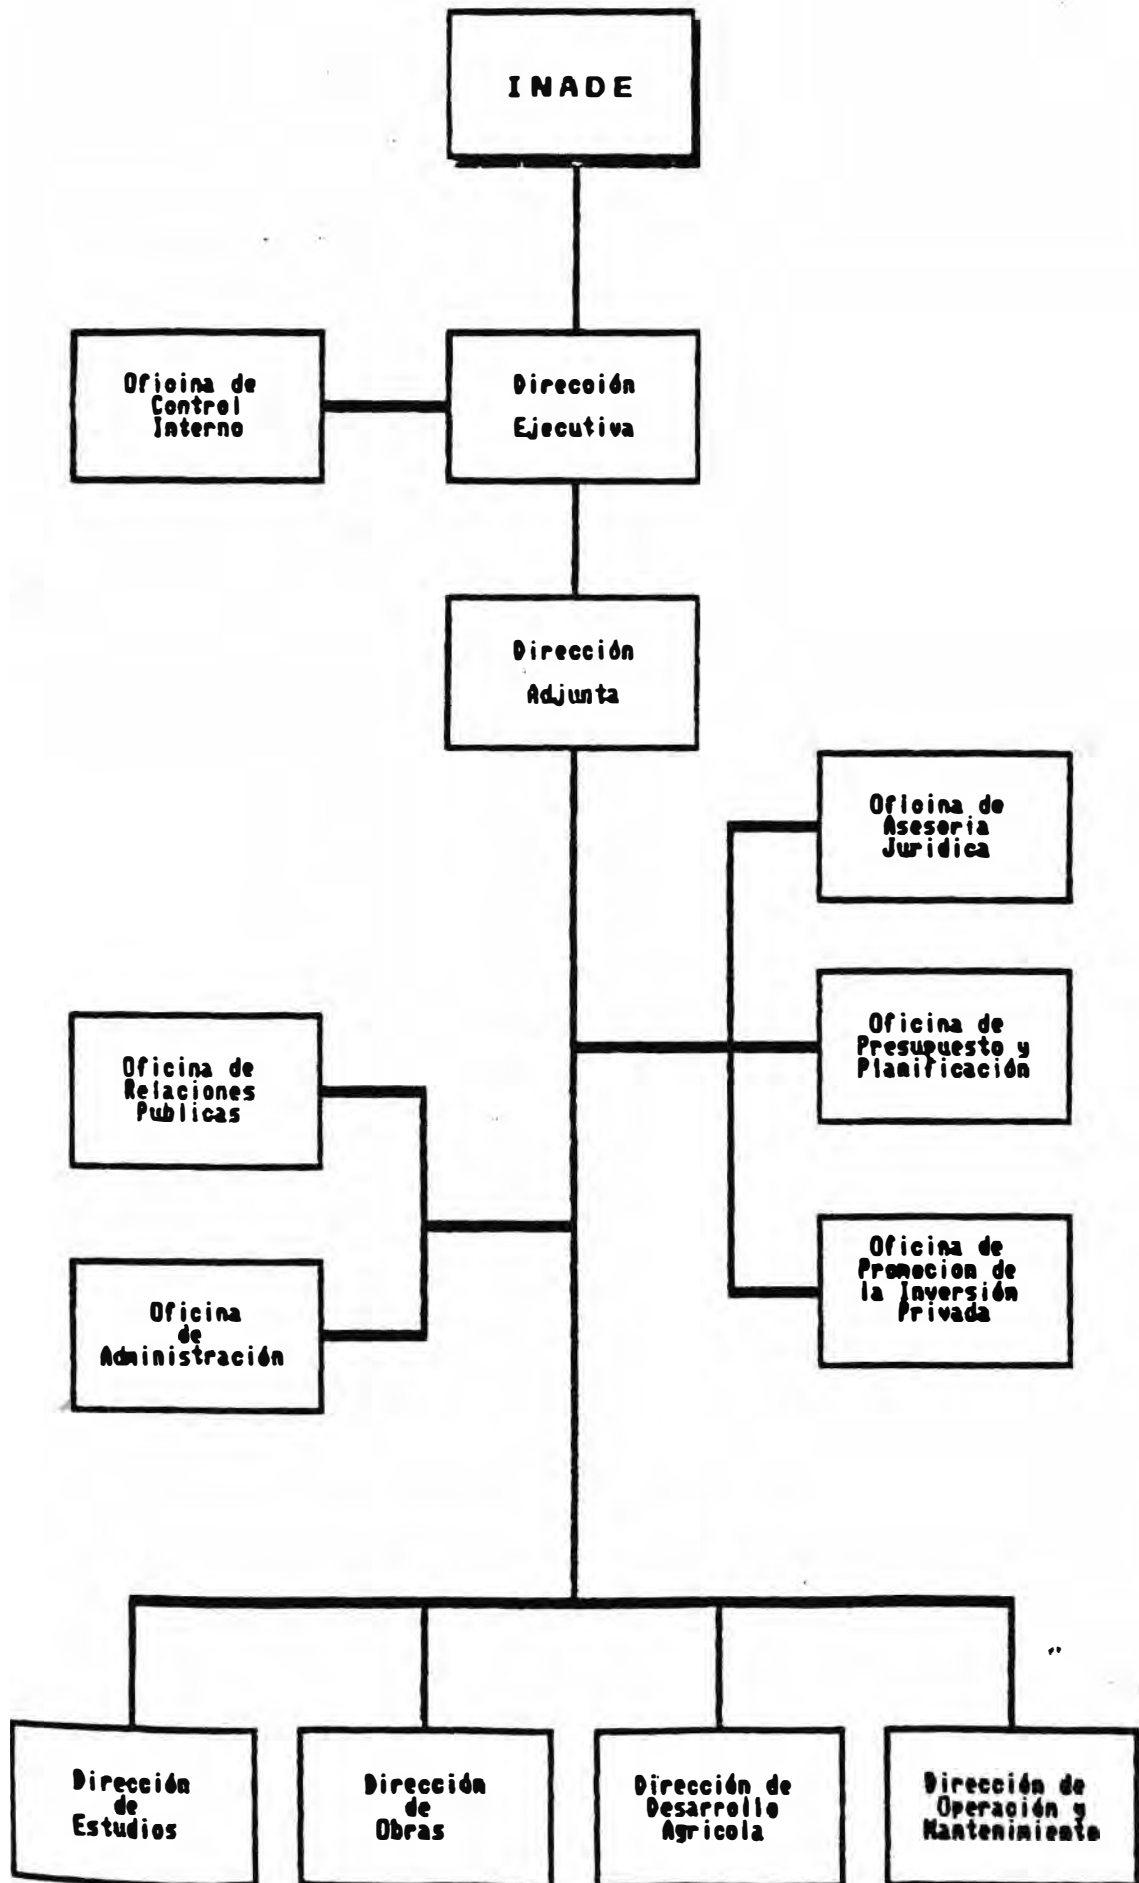 INADE
Oficina de
Control
Interno
Dirección
Ejecutiva
Dirección
Adjunta
Oficina de
Asesoria
Juridica
Oficina de
Presupuesto y
Planificación
Oficina de
Relaciones
Publicas
Oficina de
Promocion de
la Inversión
Privada
Oficina
de
Administración
Dirección
de
Estudios
Dirección
de
Obras
Dirección de
Desarrollo
Agricola
Dirección de
Operación y
Mantenimiento